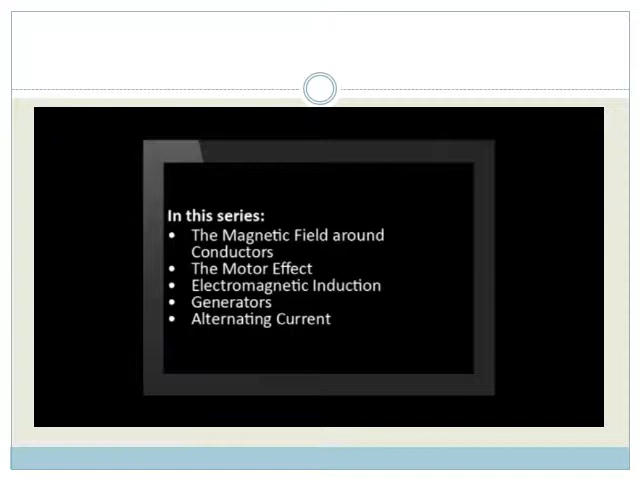 In this series:
• The Magnetic Field around
Conductors
• The Motor Effect
• Electromagnetic Induction
• Generators
• Alternating Current